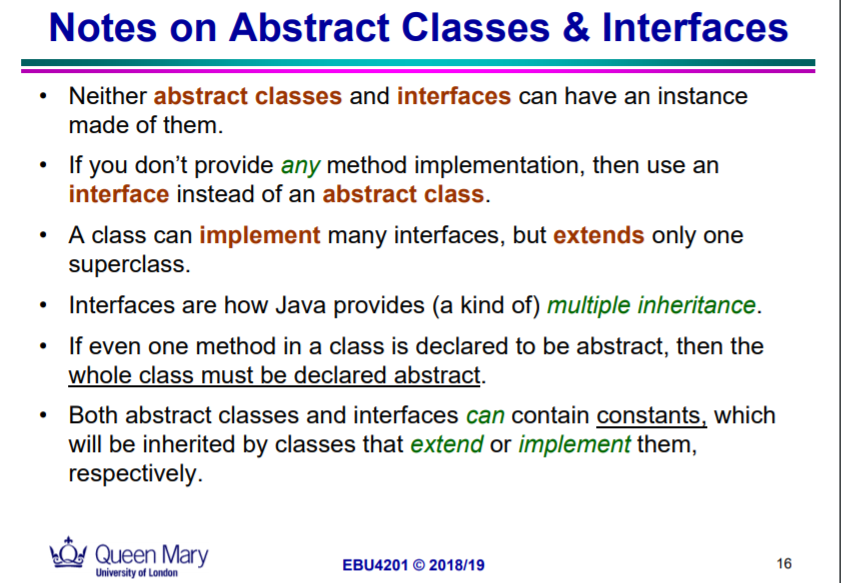 Notes on Abstract Classes & Interfaces
• Neither abstract classes and interfaces can have an instance
made of them.
• If you don’t provide any method implementation, then use an
interface instead of an abstract class.
• A class can implement many interfaces, but extends only one
superclass.
• Interfaces are how Java provides (a kind of) multiple inheritance.
• If even one method in a class is declared to be abstract, then the
whole class must be declared abstract.
• Both abstract classes and interfaces can contain constants, which
will be inherited by classes that extend or implement them,
respectively.
Queen Mary
University of London
EBU4201 © 2018/19
16